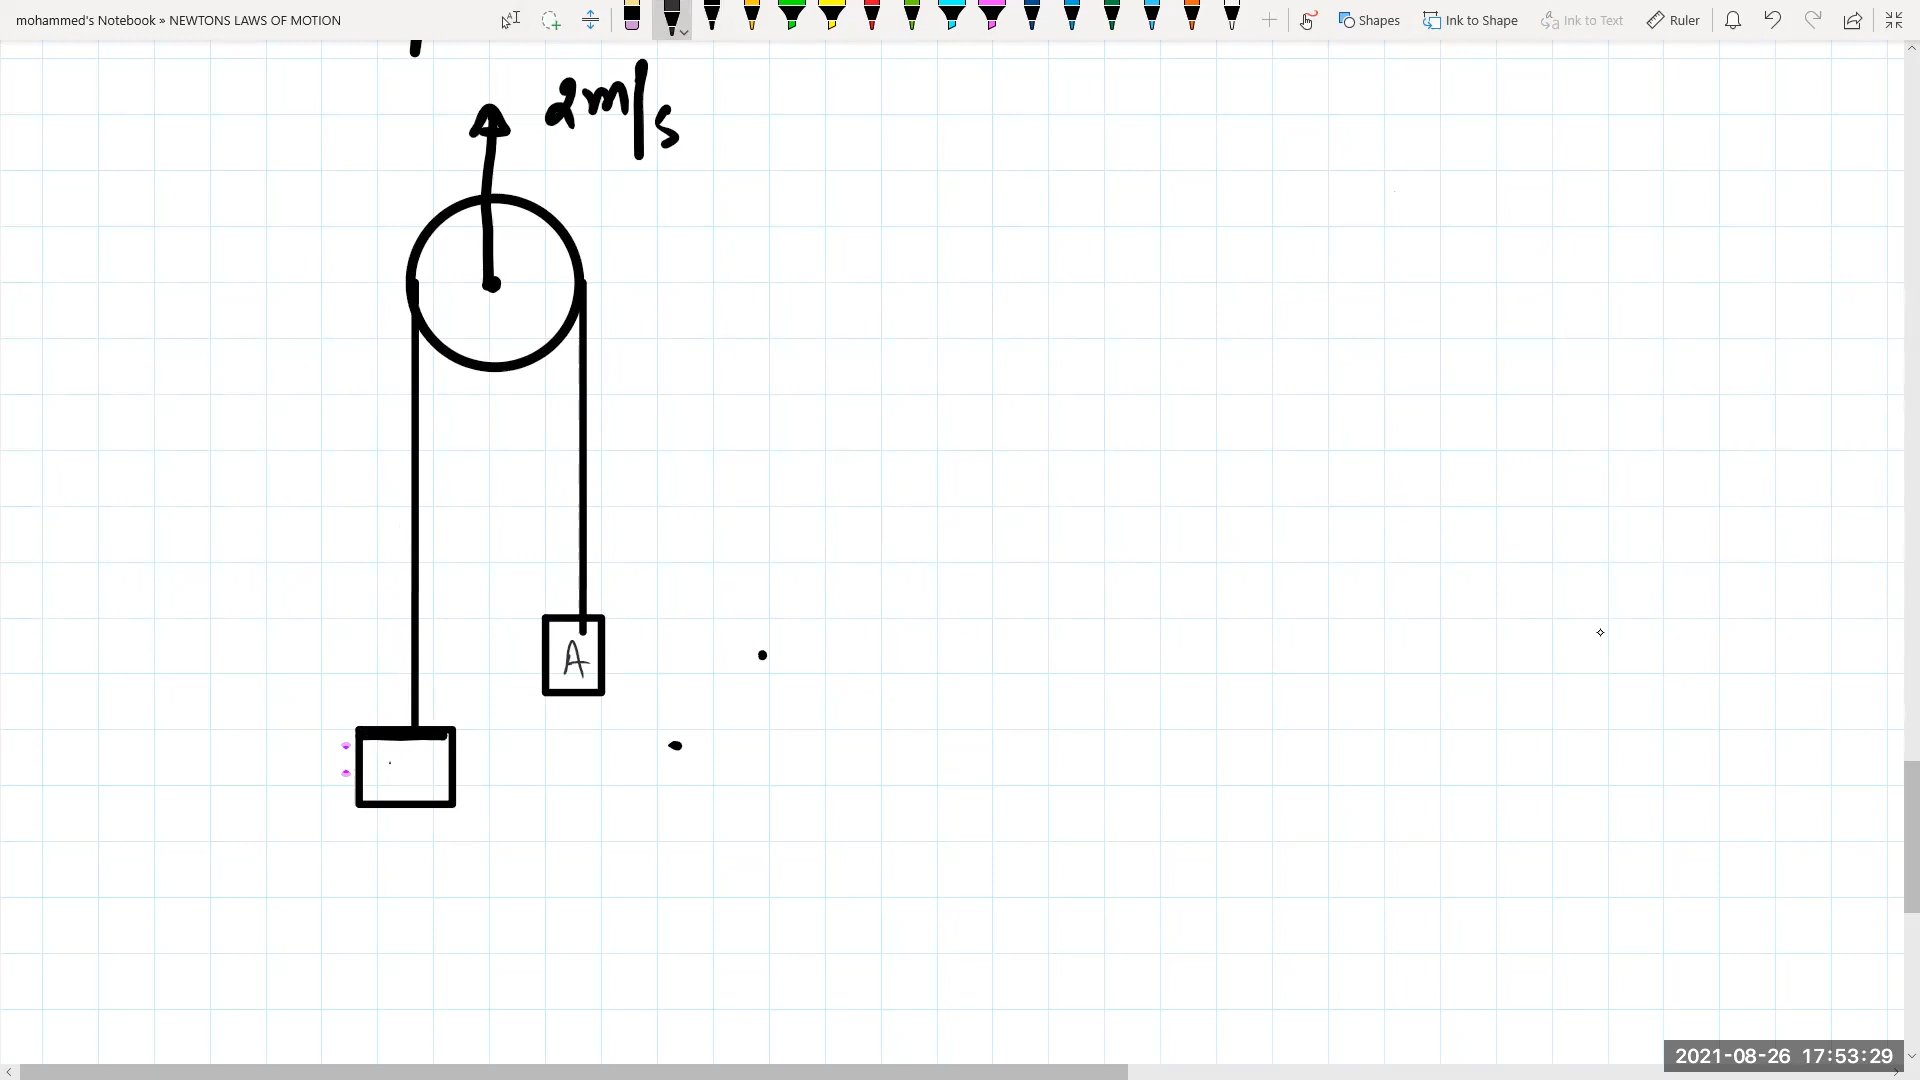 mohammed's Notebook » NEWTONS LAWS OF MOTION
Shapes
Ink to Shape
Ink to Text
Ruler
2m/s
A
2021-08-26 17:53:29